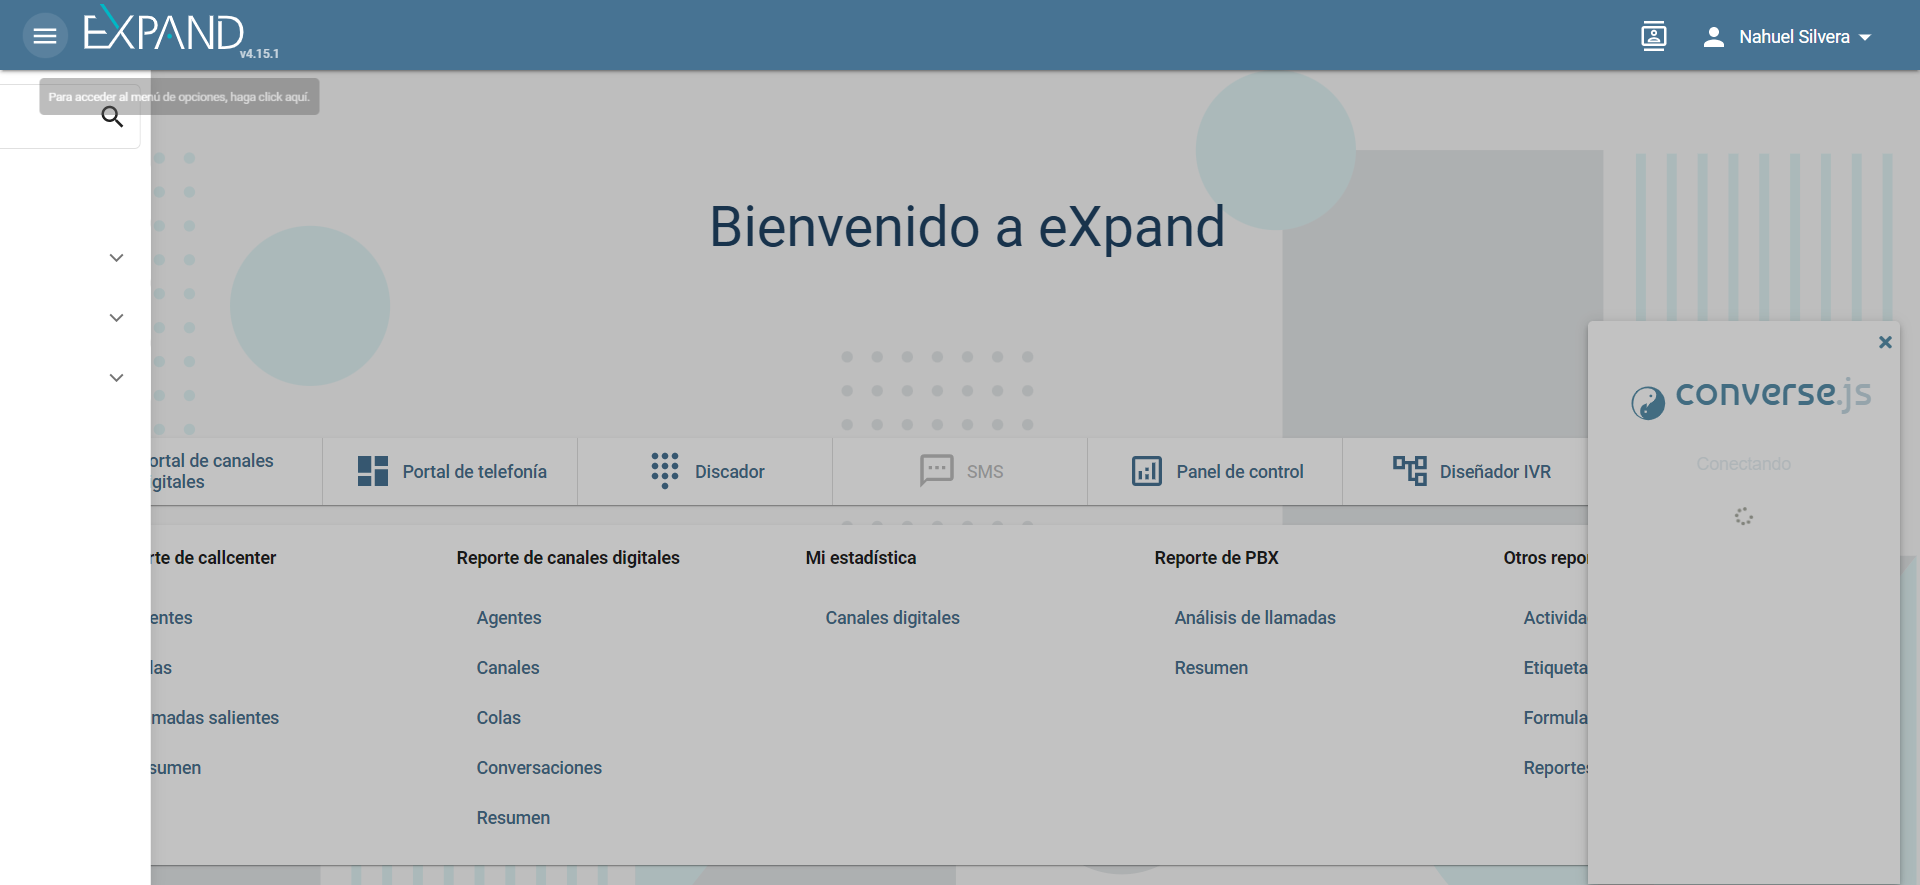 EXPAND
v4.15.1
Nahuel Silvera
Para acceder al menú de opciones, haga click aquí.
Bienvenido a eXpand
converse.js
Conectando
ortal de canales
gitales
Portal de telefonía
Discador
SMS
Panel de control
Diseñador IVR
rte de callcenter
entes
las
madas salientes
sumen
Reporte de canales digitales
Agentes
Canales
Colas
Conversaciones
Resumen
Mi estadística
Canales digitales
Reporte de PBX
Análisis de llamadas
Resumen
Otros repor
Activida
Etiqueta
Formula
Reportes